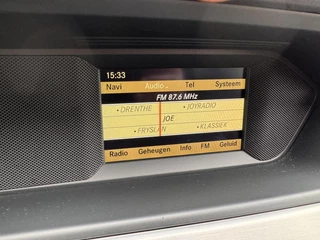 15:33
Navi Audio Tel Systeem
FM 87.6 MHz
DRENTHE JOYRADIO
JOE
FRYSLAN KLASSIEK
Radio Geheugen Info FM Geluid